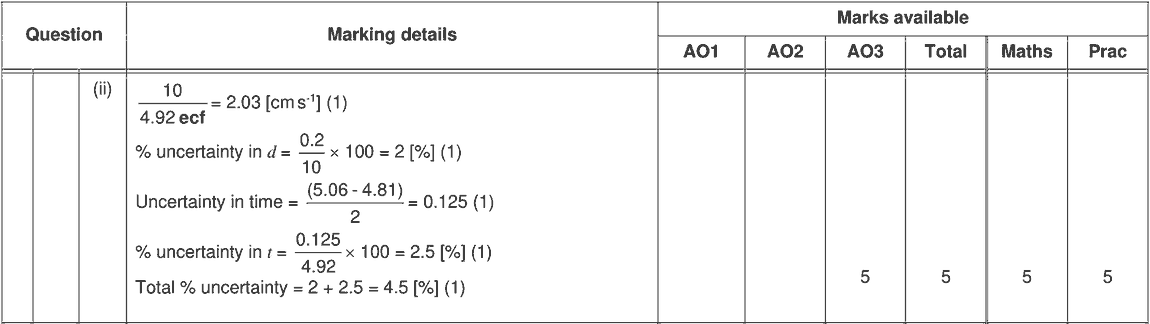 Question Marking details Marks available
AO1 AO2 AO3 Total Maths Prac
(ii) 10 / 4.92 ecf = 2.03 [cm s⁻¹] (1)
% uncertainty in d = 0.2 / 10 × 100 = 2 [%] (1)
Uncertainty in time = (5.06 - 4.81) / 2 = 0.125 (1)
% uncertainty in t = 0.125 / 4.92 × 100 = 2.5 [%] (1)
Total % uncertainty = 2 + 2.5 = 4.5 [%] (1) 5 5 5 5